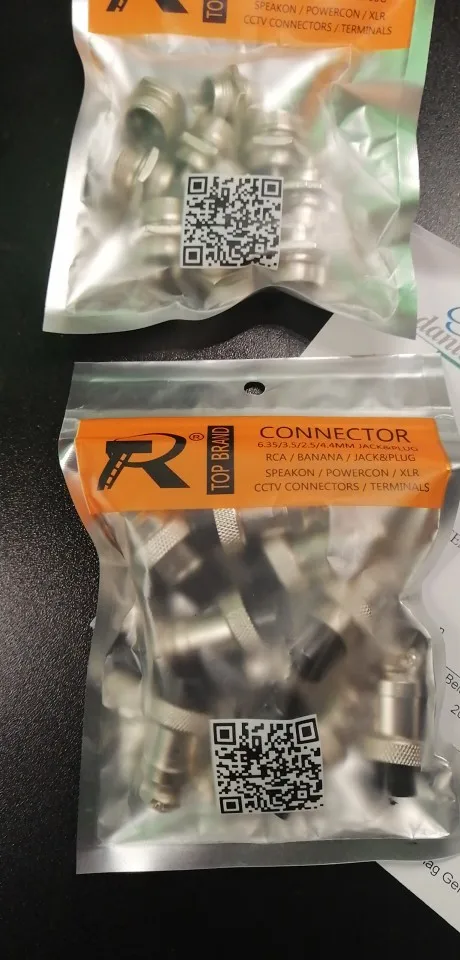 SPEAKON / POWERCON / XLR
CCTV CONNECTORS / TERMINALS
R®
TOP BRAND
CONNECTOR
6.35/3.5/2.5/4.4MM JACK&PLUG
RCA / BANANA / JACK&PLUG
SPEAKON / POWERCON / XLR
CCTV CONNECTORS / TERMINALS